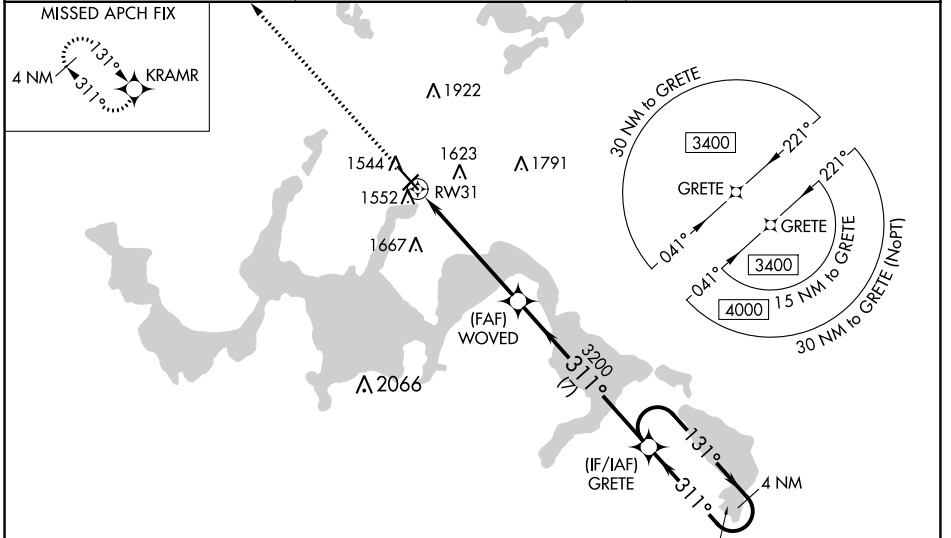 MISSED APCH FIX
131°
4 NM
KRAMR
311°
1922
1544
1623
1791
1552
RW31
1667
(FAF)
WOVED
2066
3200
311°
(7)
(IF/IAF)
GRETE
131°
311°
4 NM
30 NM to GRETE
3400
221°
GRETE
041°
221°
GRETE
041°
3400
15 NM to GRETE
4000
30 NM to GRETE (NoPT)